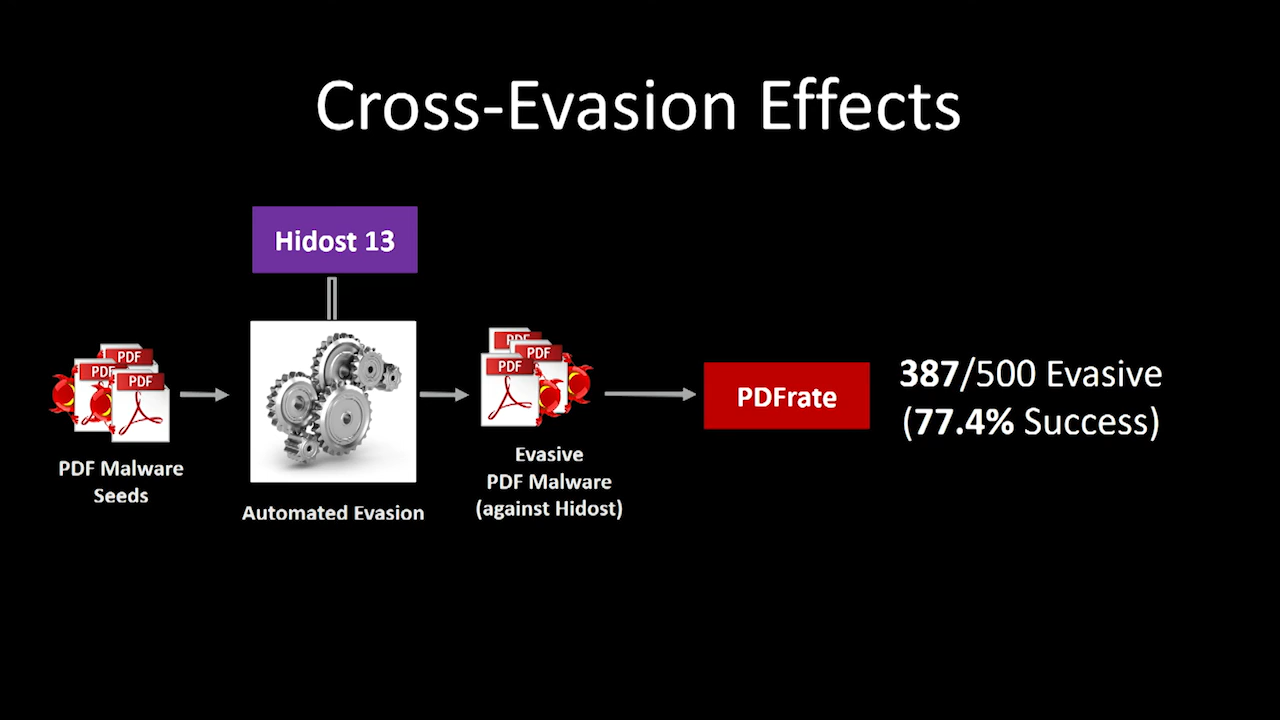 Cross-Evasion Effects
Hidost 13
PDF
PDF
PDF
PDF Malware
Seeds
Automated Evasion
PDF
PDF
PDF
Evasive
PDF Malware
(against Hidost)
PDFrate
387/500 Evasive
(77.4% Success)